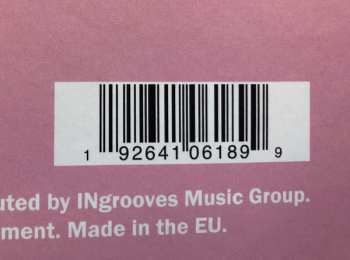 1 92641 06189 9
uted by INgrooves Music Group.
ment. Made in the EU.